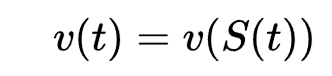 v(t) = v(S(t))